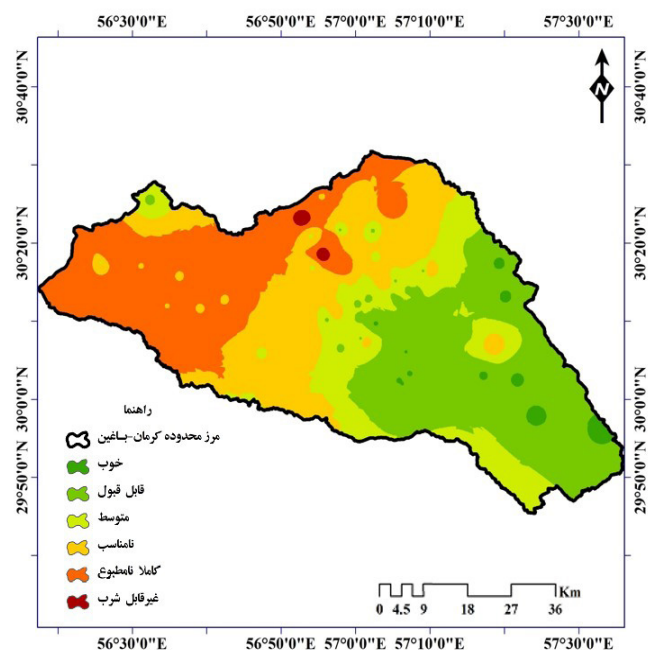 56°30'0"N 56°50'0"N 57°0'0"N 57°10'0"N 57°30'0"N
30°40'0"N
30°40'0"N
N
30°20'0"N
30°20'0"N
30°0'0"N
30°0'0"N
29°50'0"N
29°50'0"N
راهنما
مرز محدوده کرمان-باغین
خوب
قابل قبول
متوسط
نامناسب
کاملا نامطبوع
غیرقابل شرب
Km
0 4.5 9 18 27 36
56°30'0"E 56°50'0"E 57°0'0"E 57°10'0"E 57°30'0"E